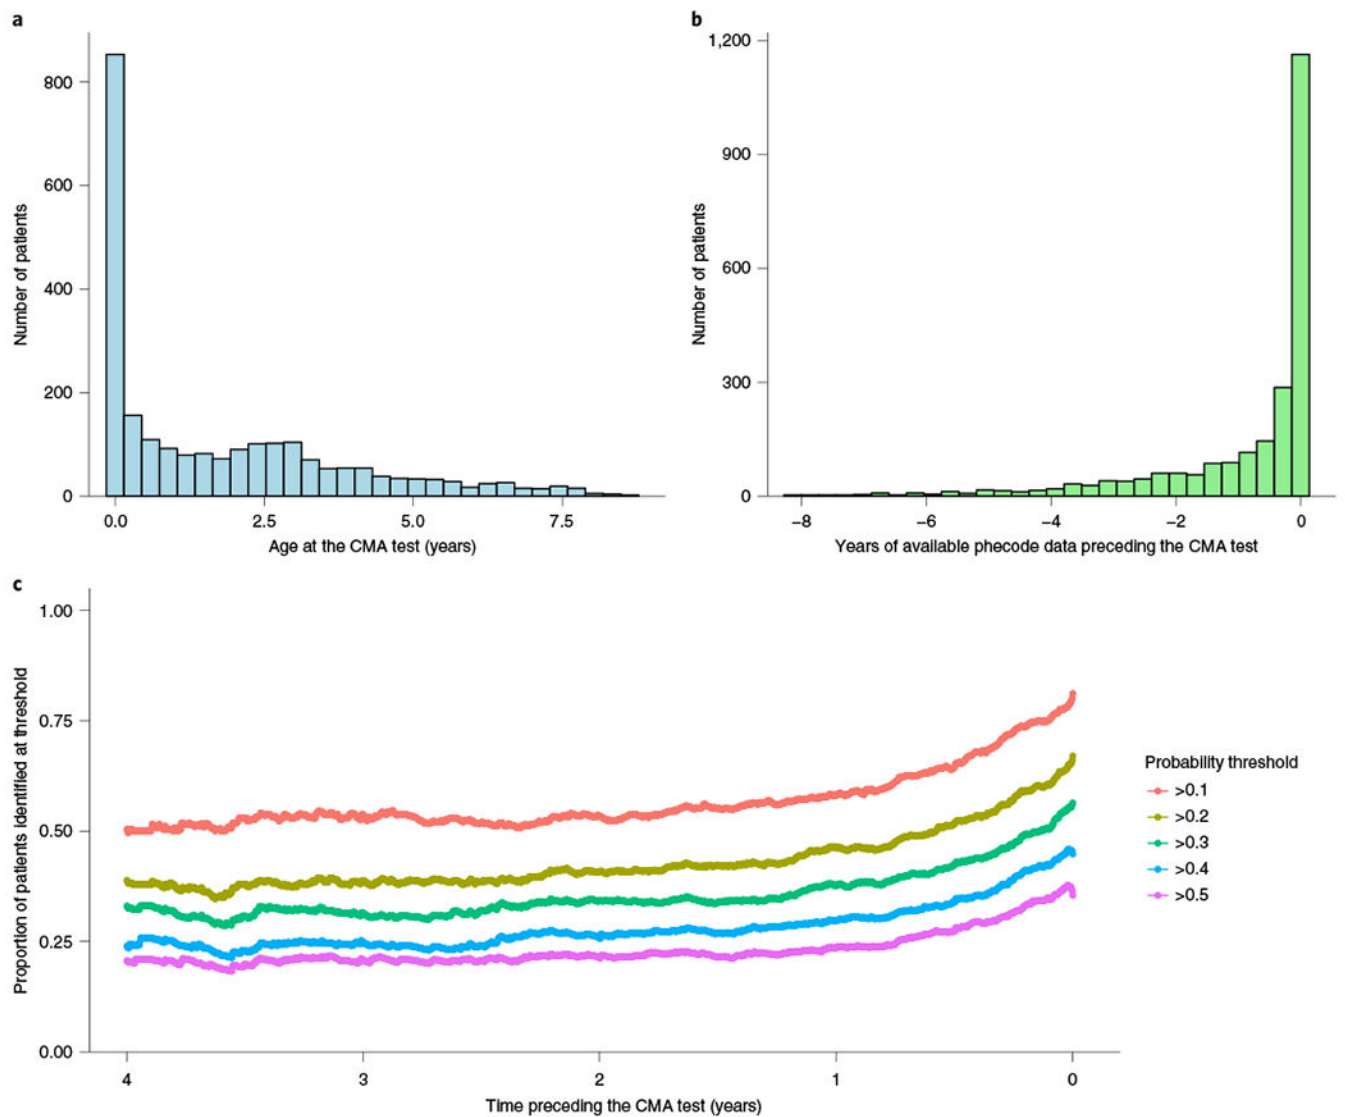 a
Number of patients
800
600
400
200
0
0.0 2.5 5.0 7.5
Age at the CMA test (years)
b
Number of patients
1,200
900
600
300
0
−8 −6 −4 −2 0
Years of available phecode data preceding the CMA test
c
Proportion of patients identified at threshold
1.00
0.75
0.50
0.25
0.00
4 3 2 1 0
Time preceding the CMA test (years)
Probability threshold
>0.1
>0.2
>0.3
>0.4
>0.5